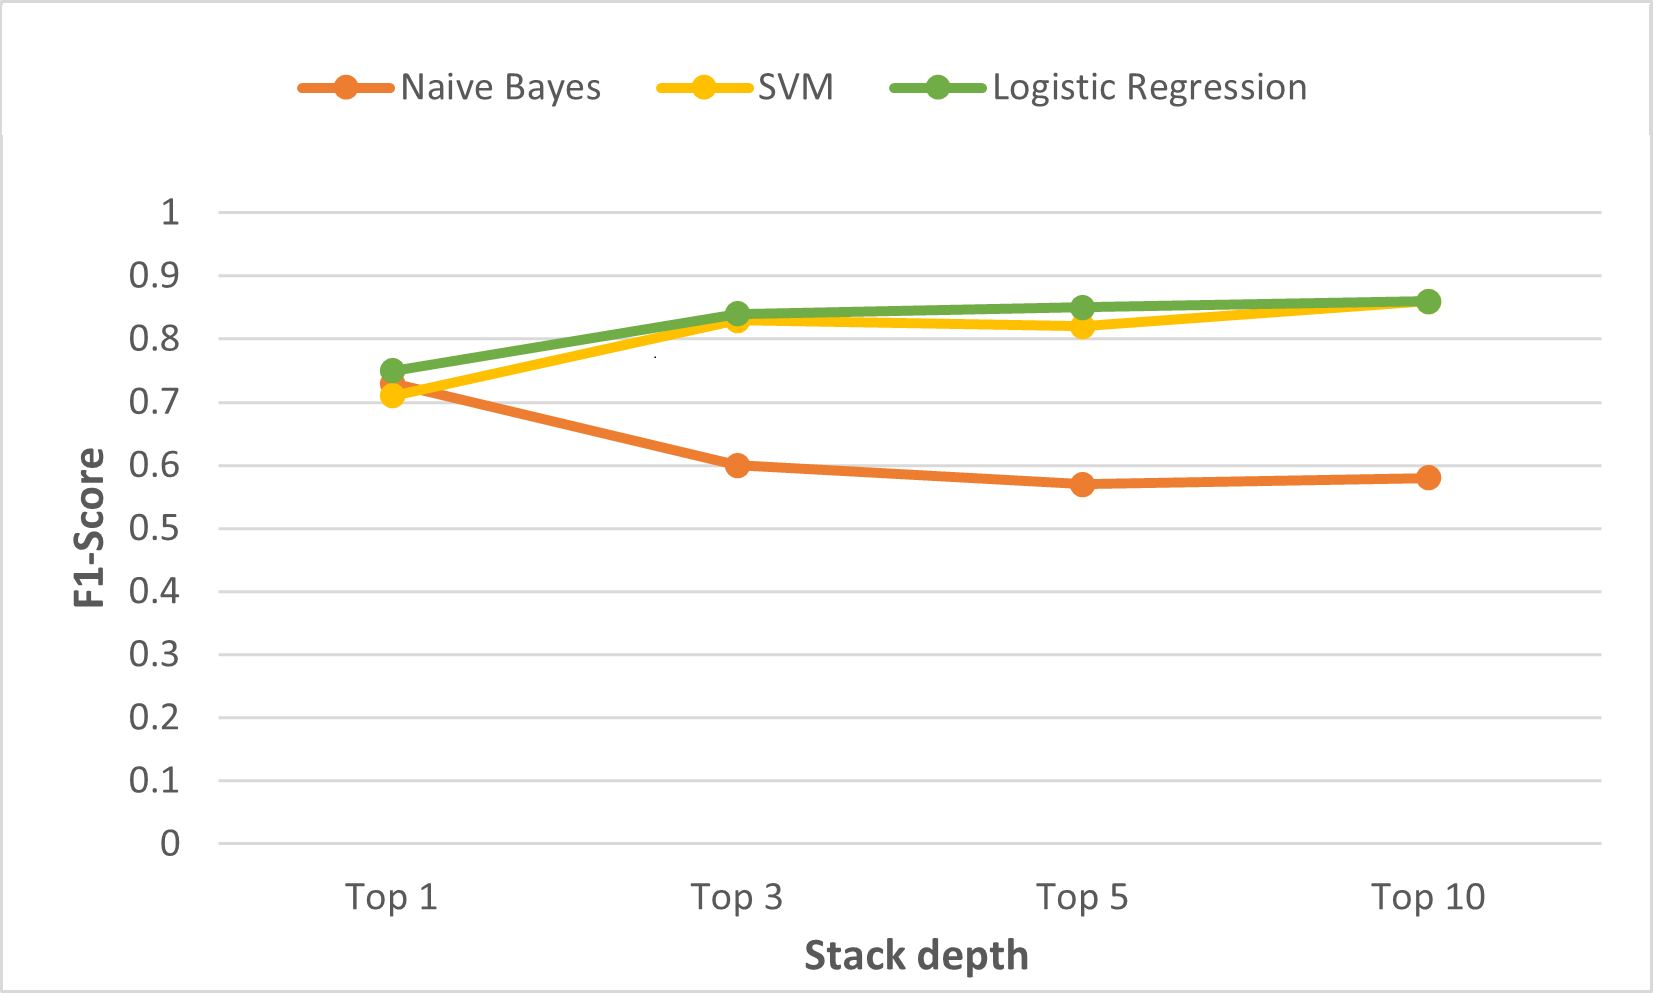 Naive Bayes SVM Logistic Regression
1
0.9
0.8
0.7
0.6
0.5
0.4
0.3
0.2
0.1
0
F1-Score
Top 1 Top 3 Top 5 Top 10
Stack depth